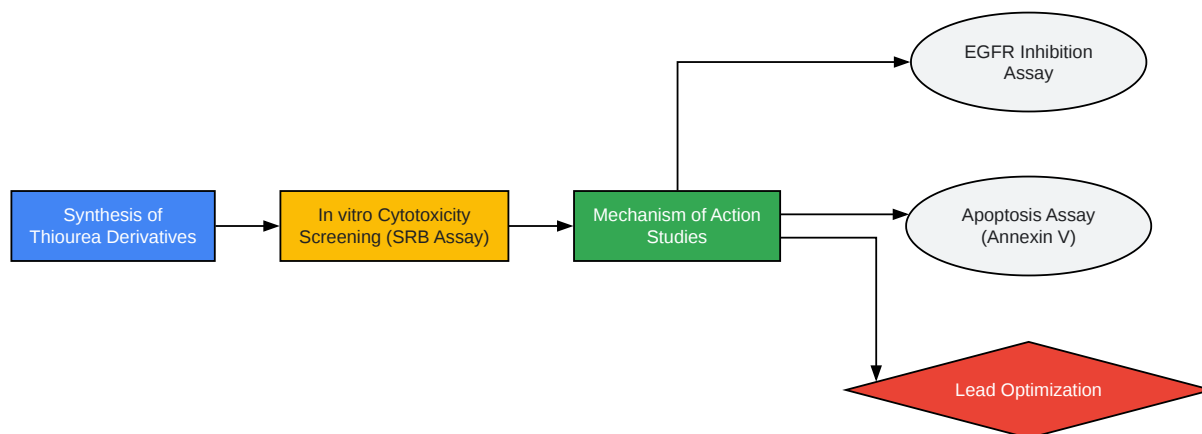 EGFR Inhibition
Assay
Synthesis of
Thiourea Derivatives
In vitro Cytotoxicity
Screening (SRB Assay)
Mechanism of Action
Studies
Apoptosis Assay
(Annexin V)
Lead Optimization